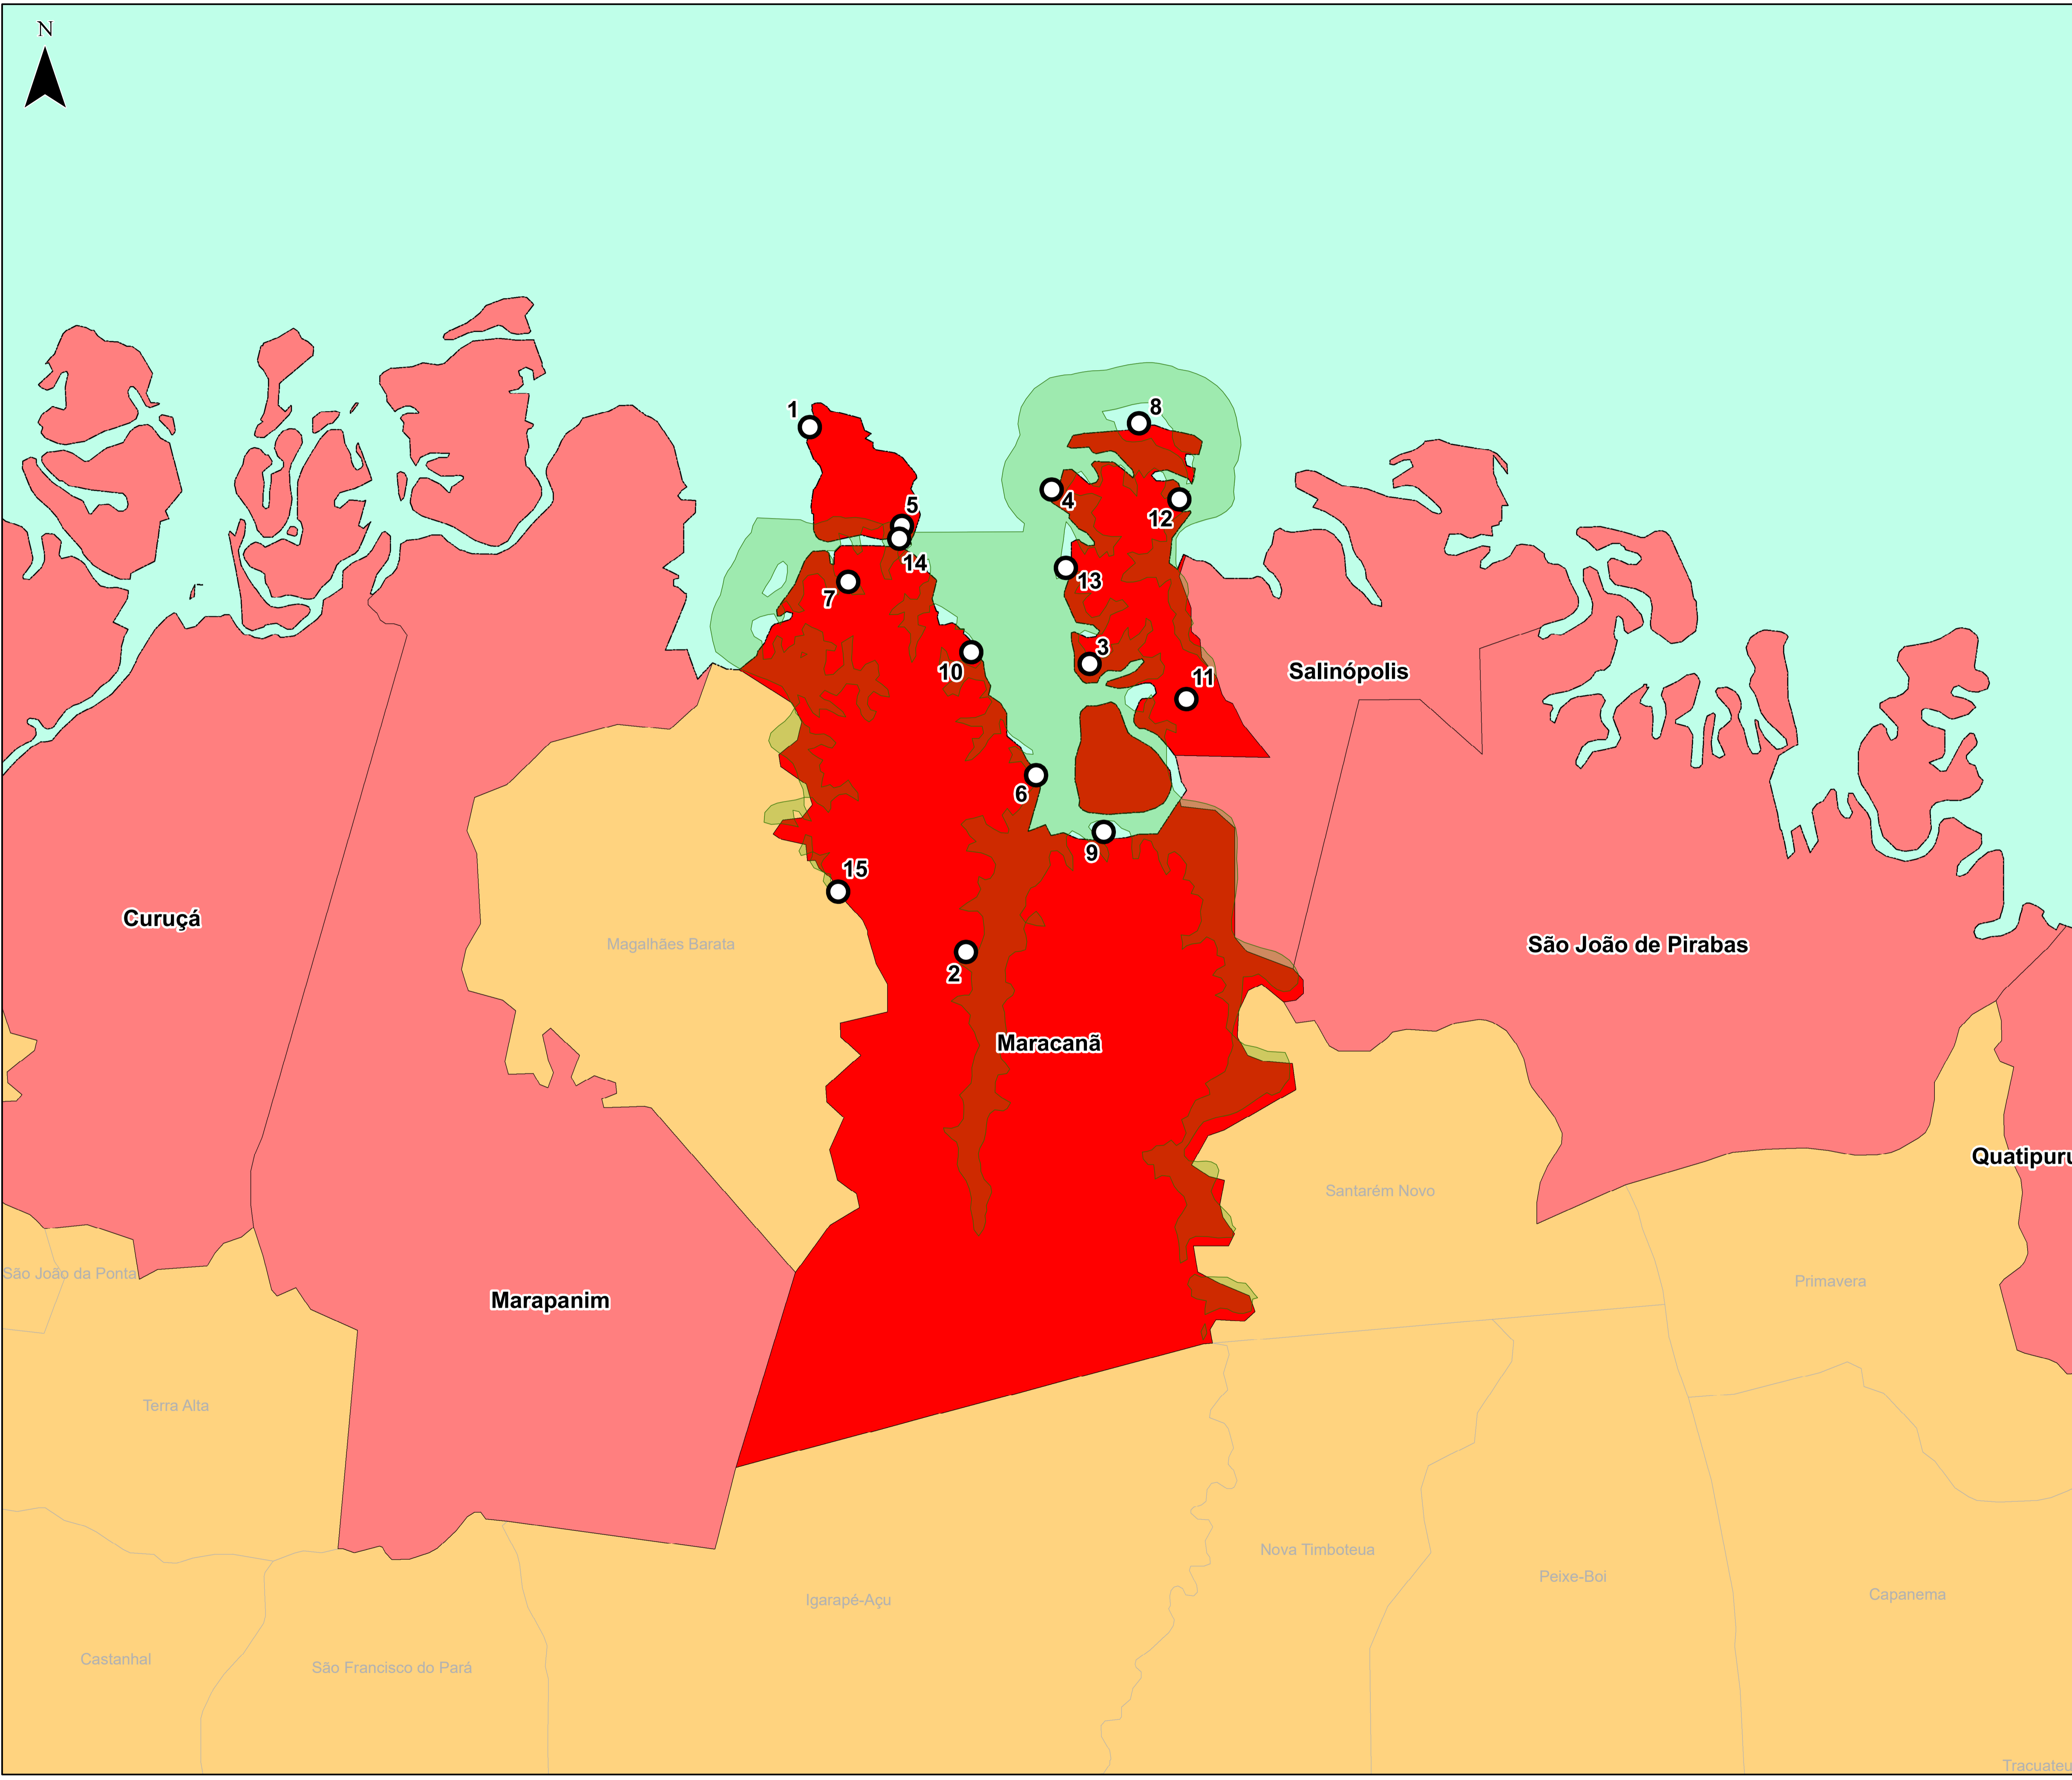 N
1
8
4
5
12
14
13
7
3
10
11
Salinópolis
6
9
15
Curuçá
Magalhães Barata
São João de Pirabas
2
Maracanã
Quatipuru
Santarém Novo
São João da Ponta
Primavera
Marapanim
Terra Alta
Nova Timboteua
Peixe-Boi
Capanema
Igarapé-Açu
Castanhal
São Francisco do Pará
Tracuateu